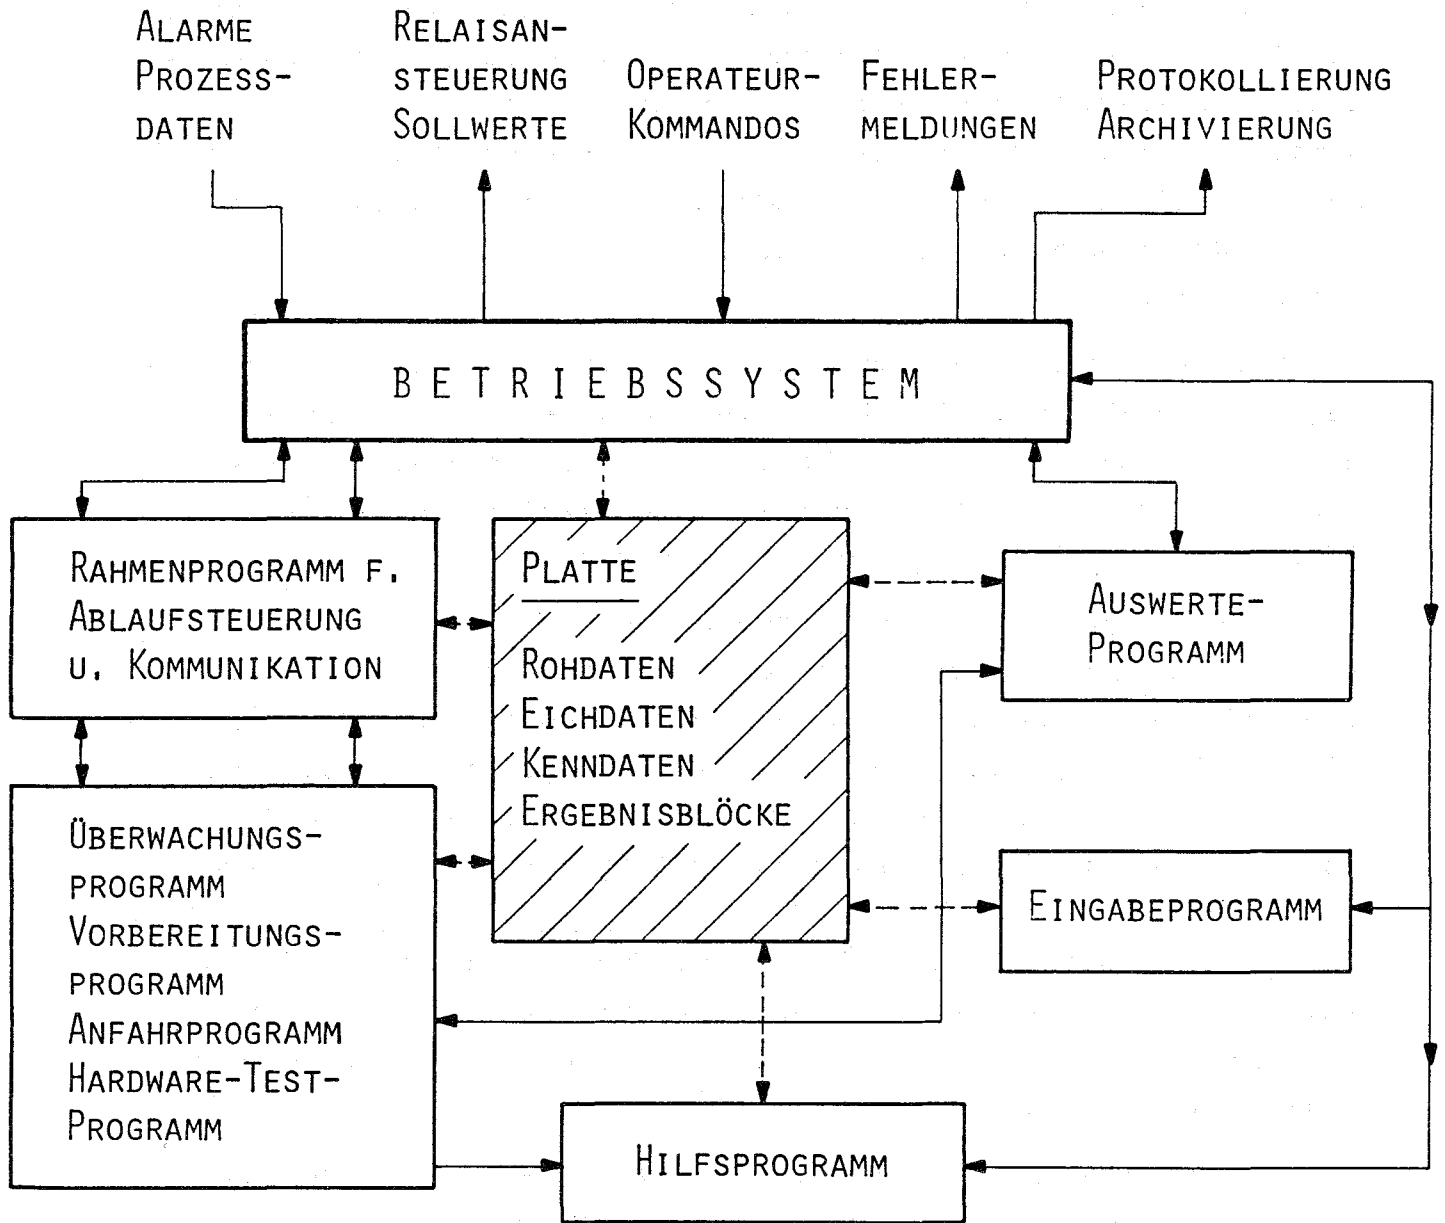 ALARME
PROZESS-
DATEN
RELAISAN-
STEUERUNG
SOLLWERTE
OPERATEUR-
KOMMANDOS
FEHLER-
MELDUNGEN
PROTOKOLLIERUNG
ARCHIVIERUNG
BETRIEBSSYSTEM
RAHMENPROGRAMM F.
ABLAUFSTEUERUNG
U. KOMMUNIKATION
PLATTE
ROHDATEN
EICHDATEN
KENNDATEN
ERGEBNISBLÖCKE
AUSWERTE-
PROGRAMM
ÜBERWACHUNGS-
PROGRAMM
VORBEREITUNGS-
PROGRAMM
ANFAHRPROGRAMM
HARDWARE-TEST-
PROGRAMM
EINGABEPROGRAMM
HILFSPROGRAMM